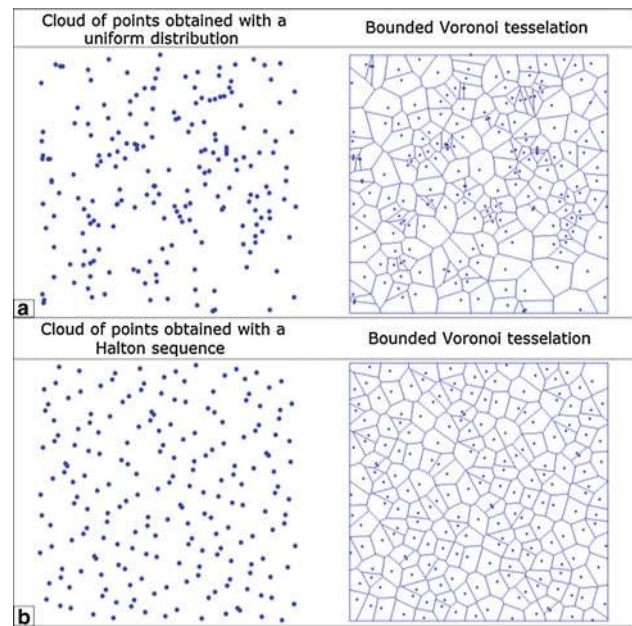 Cloud of points obtained with a
uniform distribution
Bounded Voronoi tesselation
a
Cloud of points obtained with a
Halton sequence
Bounded Voronoi tesselation
b